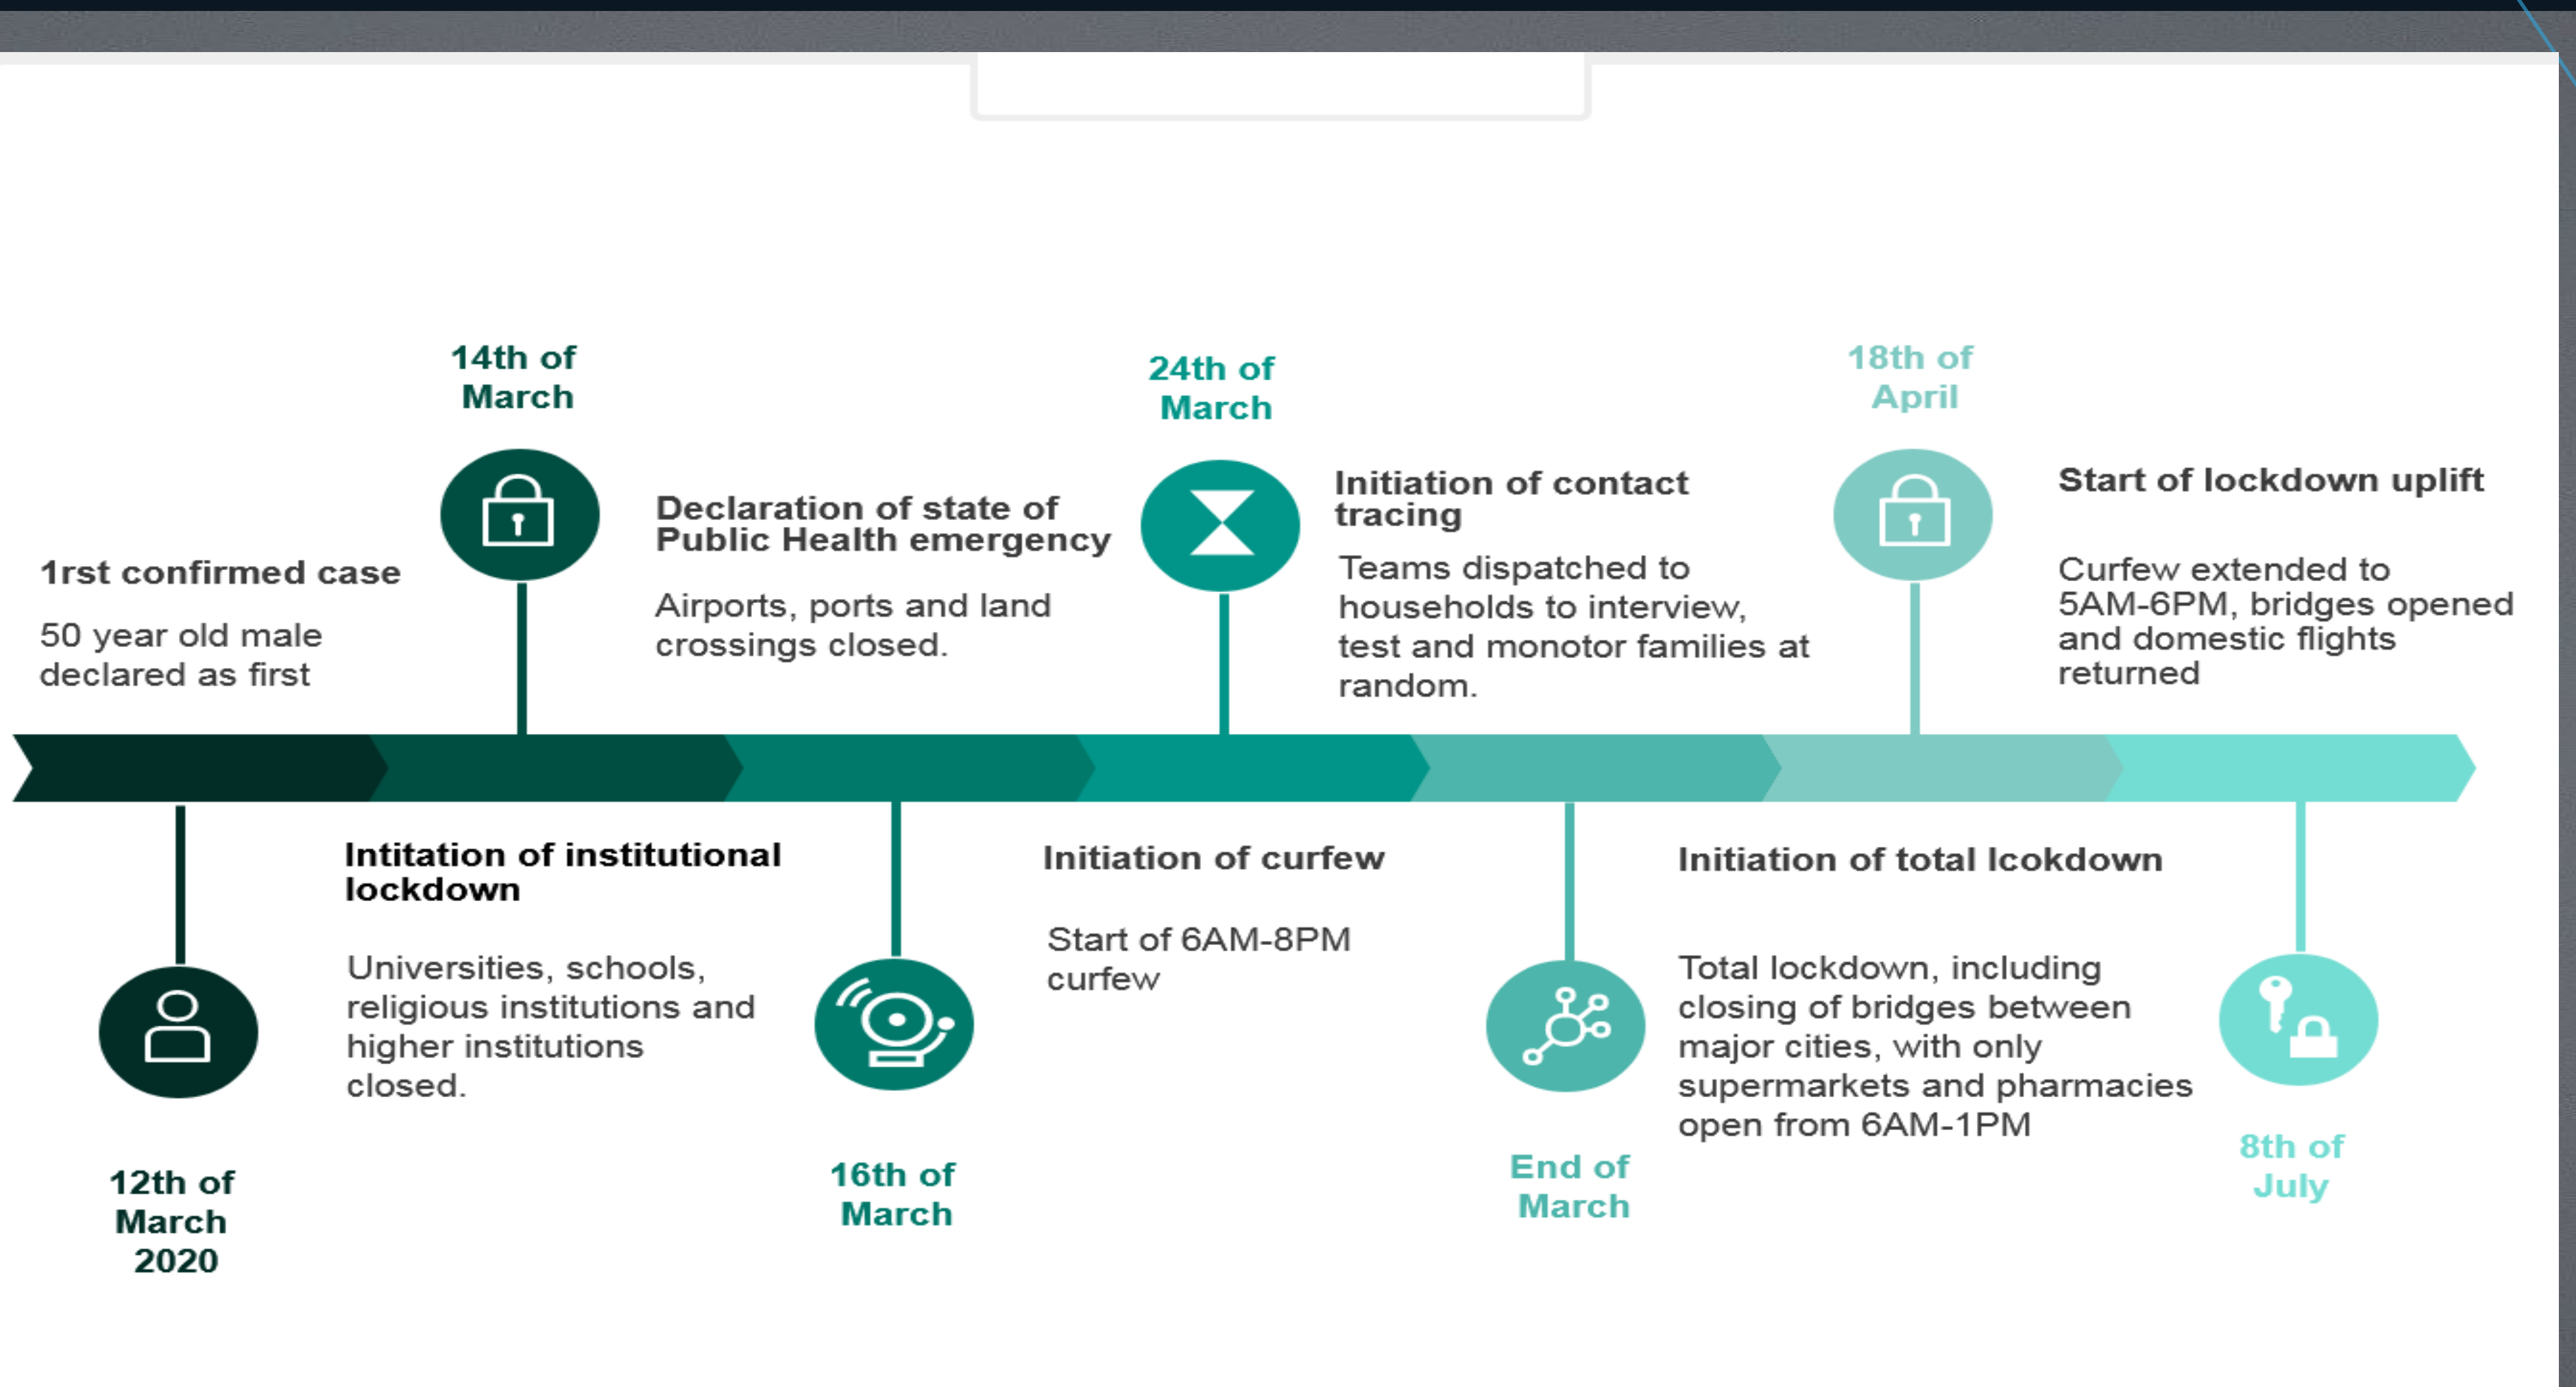 12th of
March
2020
1rst confirmed case
50 year old male
declared as first
14th of
March
Intitation of institutional
lockdown
Universities, schools,
religious institutions and
higher institutions
closed.
16th of
March
Declaration of state of
Public Health emergency
Airports, ports and land
crossings closed.
24th of
March
Initiation of curfew
Start of 6AM-8PM
curfew
End of
March
Initiation of contact
tracing
Teams dispatched to
households to interview,
test and monotor families at
random.
18th of
April
Initiation of total lcokdown
Total lockdown, including
closing of bridges between
major cities, with only
supermarkets and pharmacies
open from 6AM-1PM
8th of
July
Start of lockdown uplift
Curfew extended to
5AM-6PM, bridges opened
and domestic flights
returned